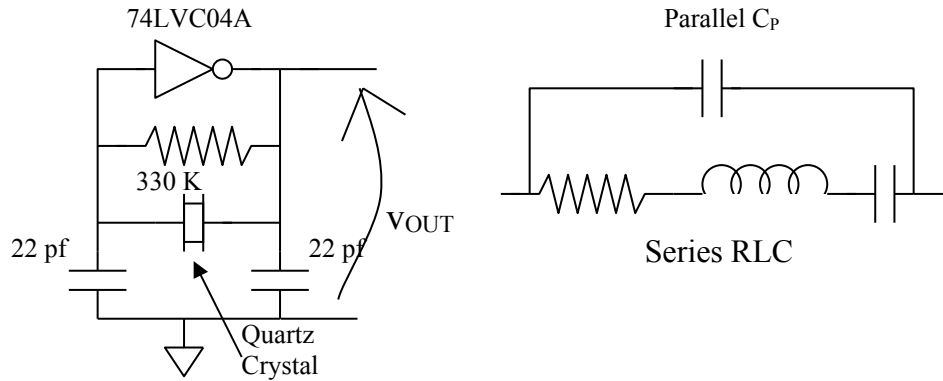 74LVC04A
330 K
22 pf
22 pf
vOUT
Quartz
Crystal
Parallel CP
Series RLC